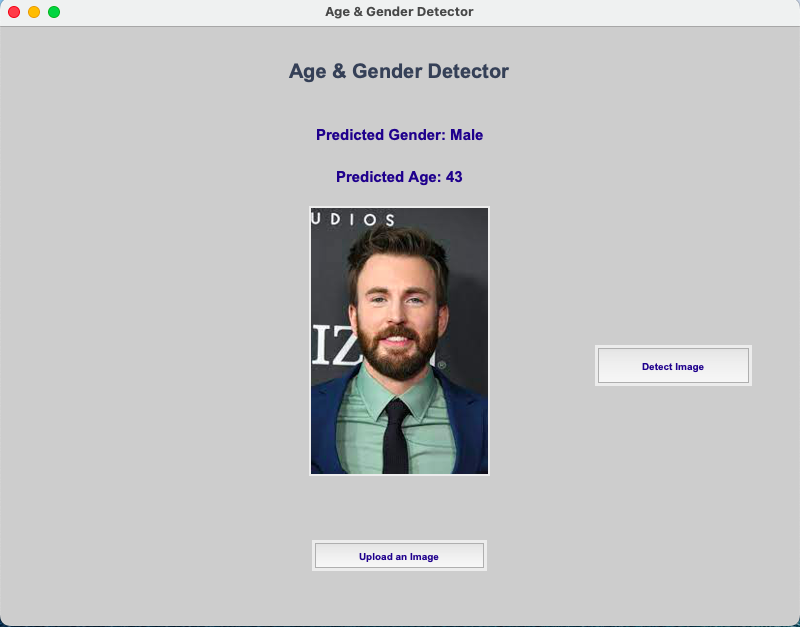 Age & Gender Detector
Age & Gender Detector
Predicted Gender: Male
Predicted Age: 43
UDIOS
IZ
®
Detect Image
Upload an Image